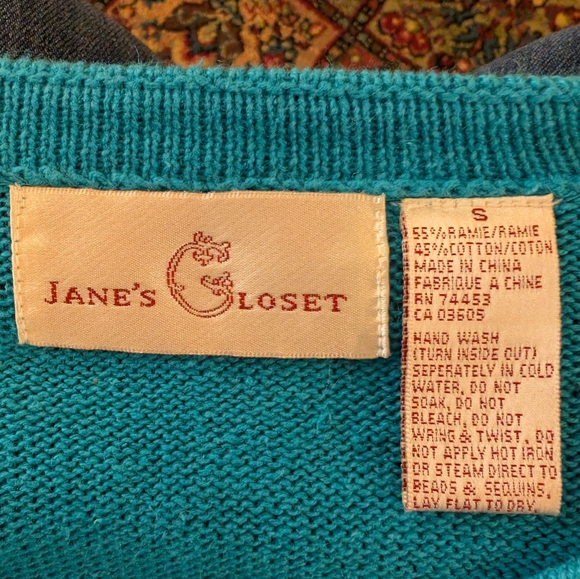 JANE'S CLOSET
S
55%RAMIE/RAMIE
45%COTTON/COTON
MADE IN CHINA
FABRIQUE A CHINE
RN 74453
CA 03605
HAND WASH
(TURN INSIDE OUT)
SEPERATELY IN COLD
WATER, DO NOT
SOAK, DO NOT
BLEACH, DO NOT
WRING & TWIST, DO
NOT APPLY HOT IRON
OR STEAM DIRECT TO
BEADS & SEQUINS.
LAY FLAT TO DRY.